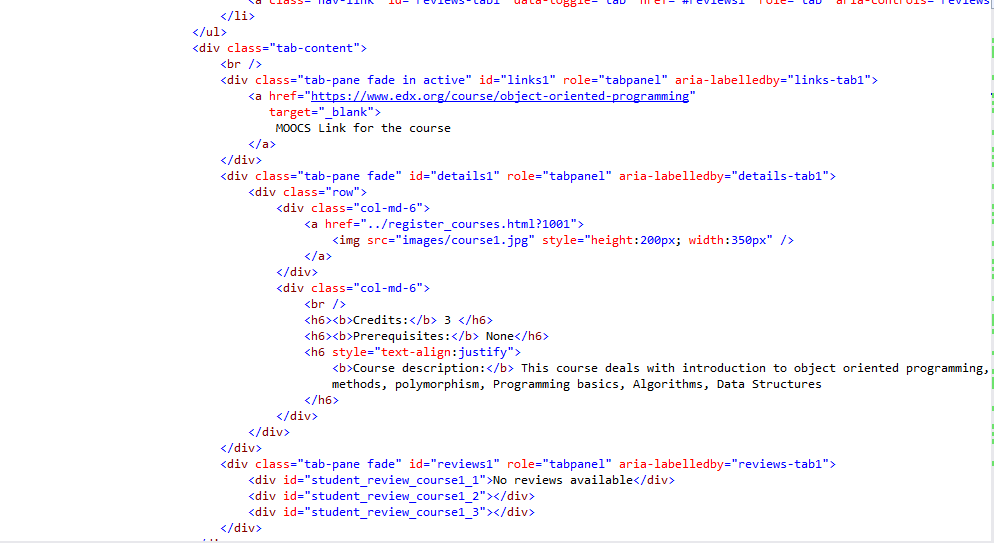 <a class="nav-link" id="reviews-tab1" data-toggle="tab" href="#reviews1" role="tab" aria-controls="reviews
</li>
</ul>
<div class="tab-content">
<br />
<div class="tab-pane fade in active" id="links1" role="tabpanel" aria-labelledby="links-tab1">
<a href="https://www.edx.org/course/object-oriented-programming"
target="_blank">
MOOCS Link for the course
</a>
</div>
<div class="tab-pane fade" id="details1" role="tabpanel" aria-labelledby="details-tab1">
<div class="row">
<div class="col-md-6">
<a href="../register_courses.html?1001">
<img src="images/course1.jpg" style="height:200px; width:350px" />
</a>
</div>
<div class="col-md-6">
<br />
<h6><b>Credits:</b> 3 </h6>
<h6><b>Prerequisites:</b> None</h6>
<h6 style="text-align:justify">
<b>Course description:</b> This course deals with introduction to object oriented programming,
methods, polymorphism, Programming basics, Algorithms, Data Structures
</h6>
</div>
</div>
</div>
<div class="tab-pane fade" id="reviews1" role="tabpanel" aria-labelledby="reviews-tab1">
<div id="student_review_course1_1">No reviews available</div>
<div id="student_review_course1_2"></div>
<div id="student_review_course1_3"></div>
</div>